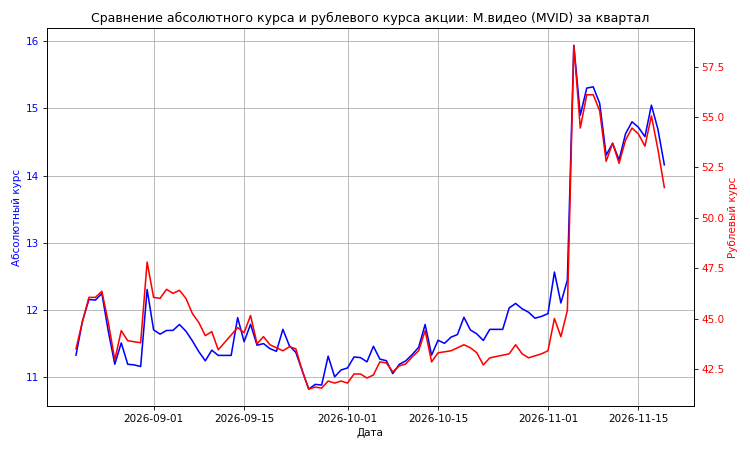 Сравнение абсолютного курса и рублевого курса акции: М.видео (MVID) за квартал
16
15
14
13
12
11
Абсолютный курс
57.5
55.0
52.5
50.0
47.5
45.0
42.5
Рублевый курс
2026-09-01 2026-09-15 2026-10-01 2026-10-15 2026-11-01 2026-11-15
Дата